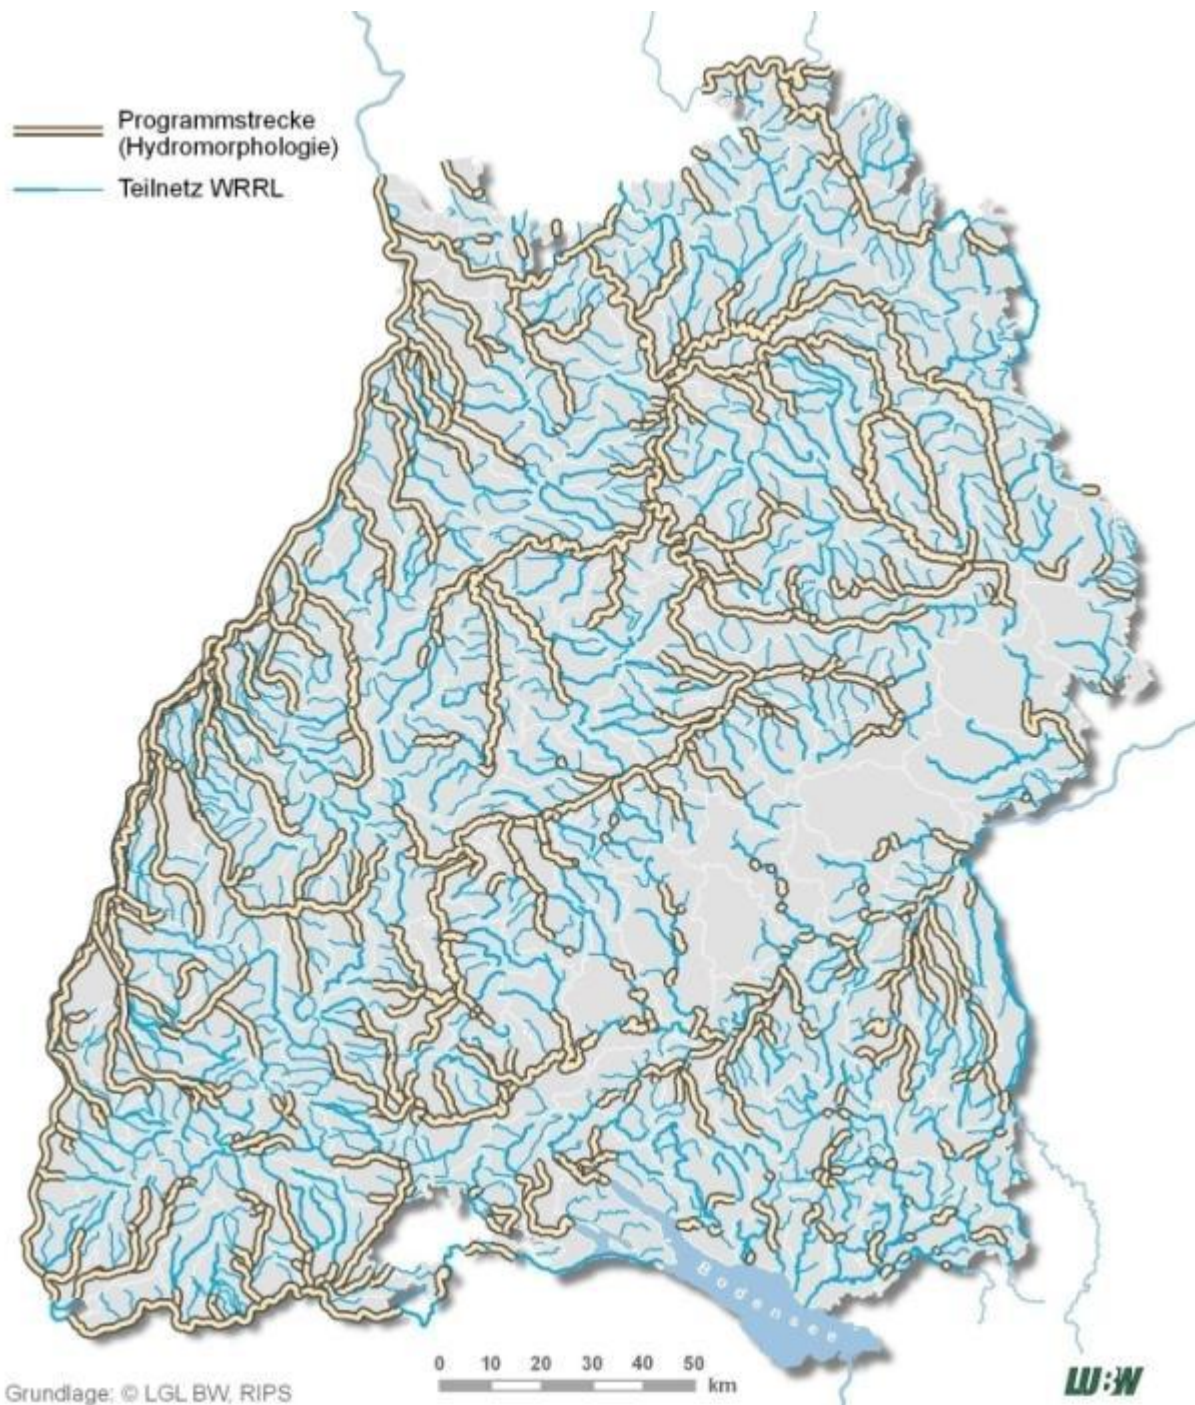 Programmstrecke
(Hydromorphologie)
Teilnetz WRRL
Bodensee
0 10 20 30 40 50
km
Grundlage: © LGL BW, RIPS
LUBW